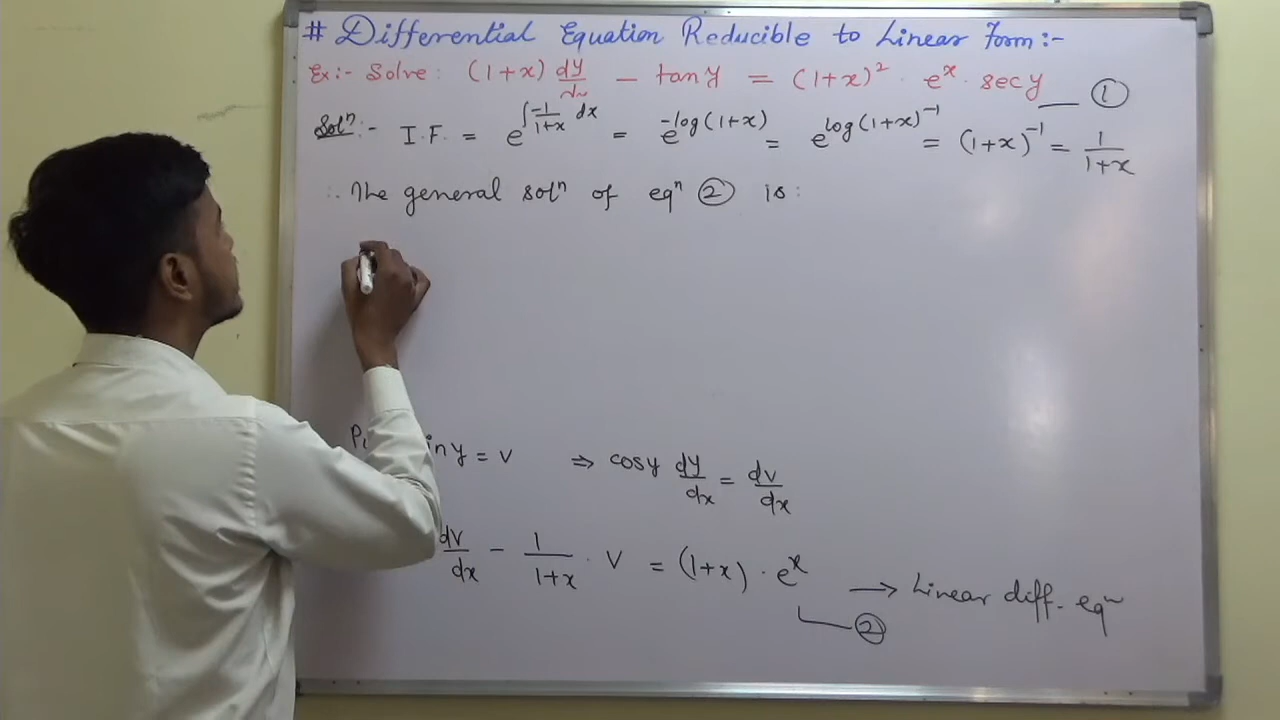 # Differential Equation Reducible to Linear Form :-
Ex:- Solve: (1+x) dy/dx - tan y = (1+x)² · eˣ · sec y — ①
Solⁿ:- I.F. = e^{∫ -1/(1+x) dx} = e^{-log(1+x)} = e^{log(1+x)⁻¹} = (1+x)⁻¹ = 1/(1+x)
∴ The general solⁿ of eqⁿ ② is:
y = v ⇒ cos y dy/dx = dv/dx
dv/dx - 1/(1+x) · v = (1+x) · eˣ → Linear diff. eqⁿ
②